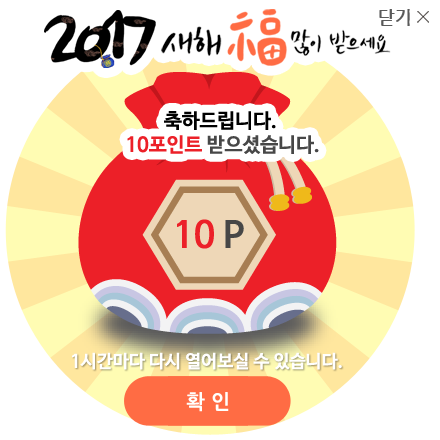 닫기 ×
2017 새해 福 많이 받으세요
축하드립니다.
10포인트 받으셨습니다.
10 P
1시간마다 다시 열어보실 수 있습니다.
확 인